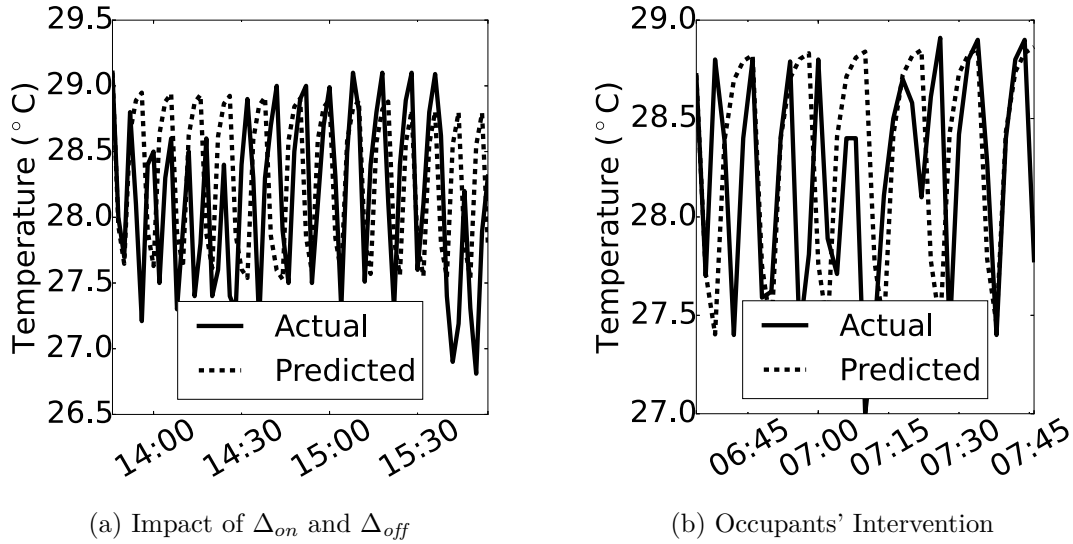 29.5
29.0
28.5
28.0
27.5
27.0
26.5
Temperature (°C)
Actual
Predicted
14:00 14:30 15:00 15:30
(a) Impact of Δon and Δoff
29.0
28.5
28.0
27.5
27.0
Temperature (°C)
Actual
Predicted
06:45 07:00 07:15 07:30 07:45
(b) Occupants' Intervention